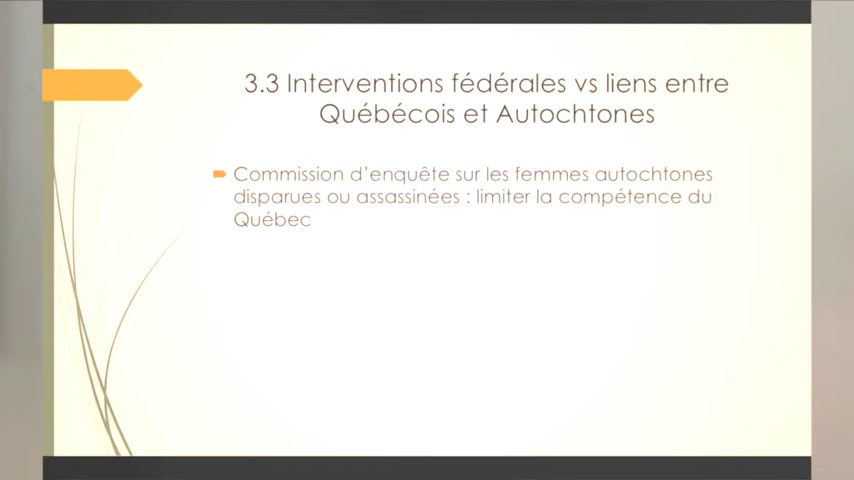 3.3 Interventions fédérales vs liens entre
Québécois et Autochtones
Commission d'enquête sur les femmes autochtones
disparues ou assassinées : limiter la compétence du
Québec